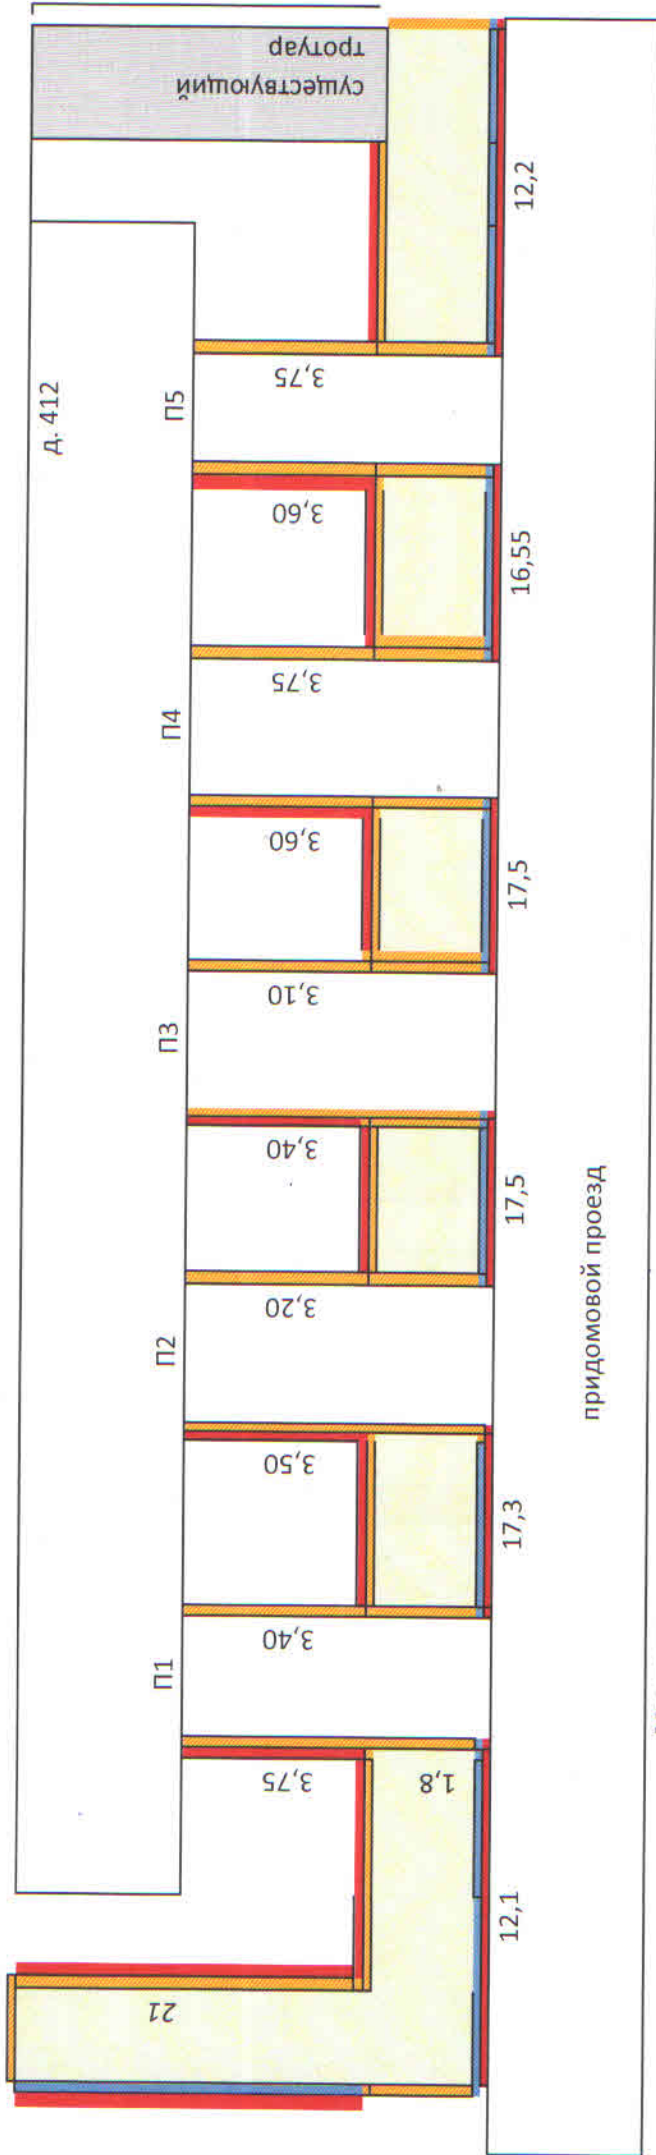 существующий
тротуар
д. 412
П1
П2
П3
П4
П5
21
3,75
1,8
3,40
3,50
3,20
3,40
3,10
3,60
3,75
3,60
3,75
12,1
17,3
17,5
17,5
16,55
12,2
придомовой проезд